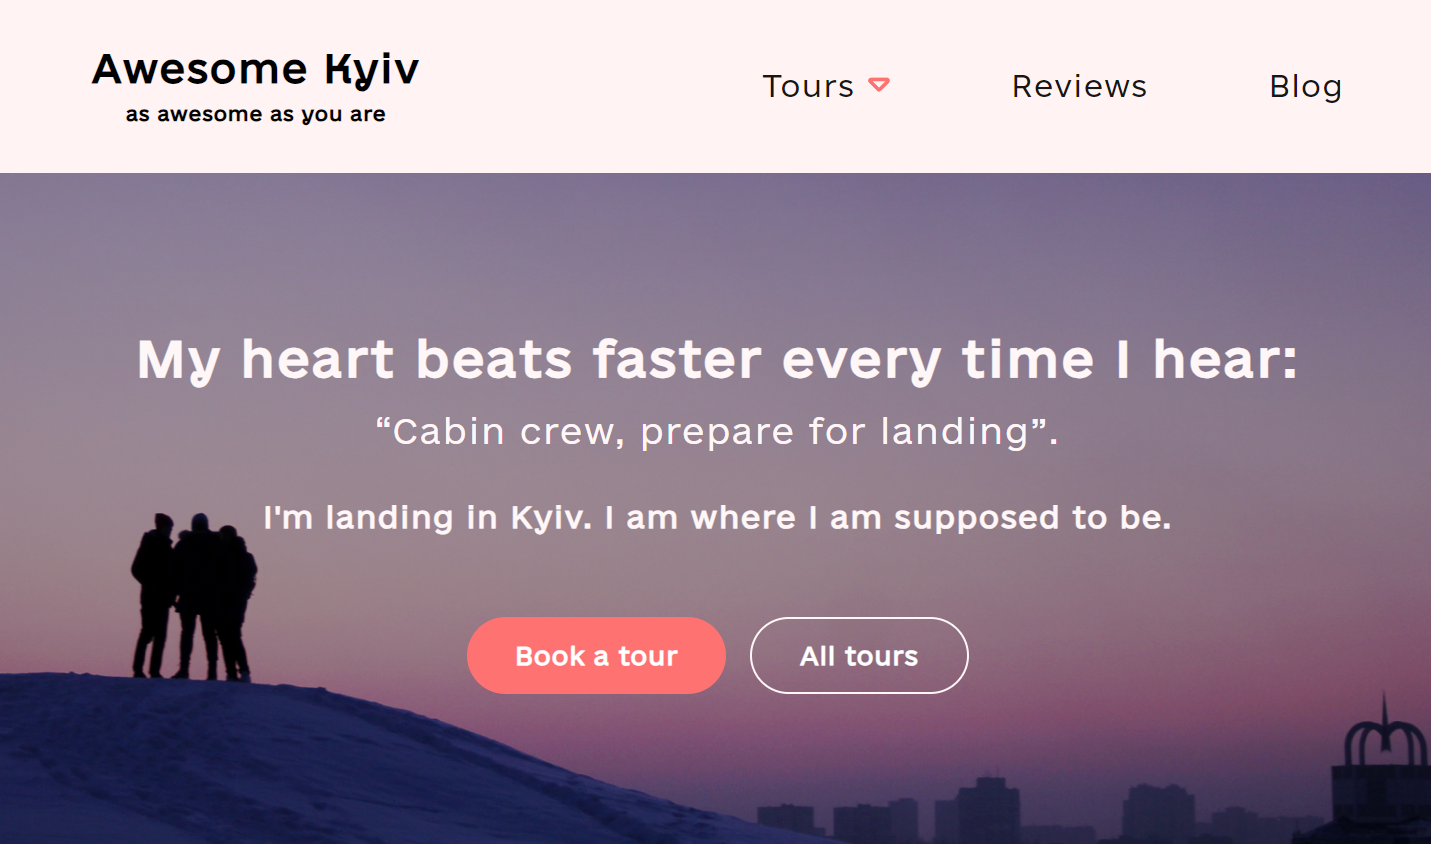 Awesome Kyiv
as awesome as you are
Tours
Reviews
Blog
My heart beats faster every time I hear:
“Cabin crew, prepare for landing”.
I'm landing in Kyiv. I am where I am supposed to be.
Book a tour
All tours